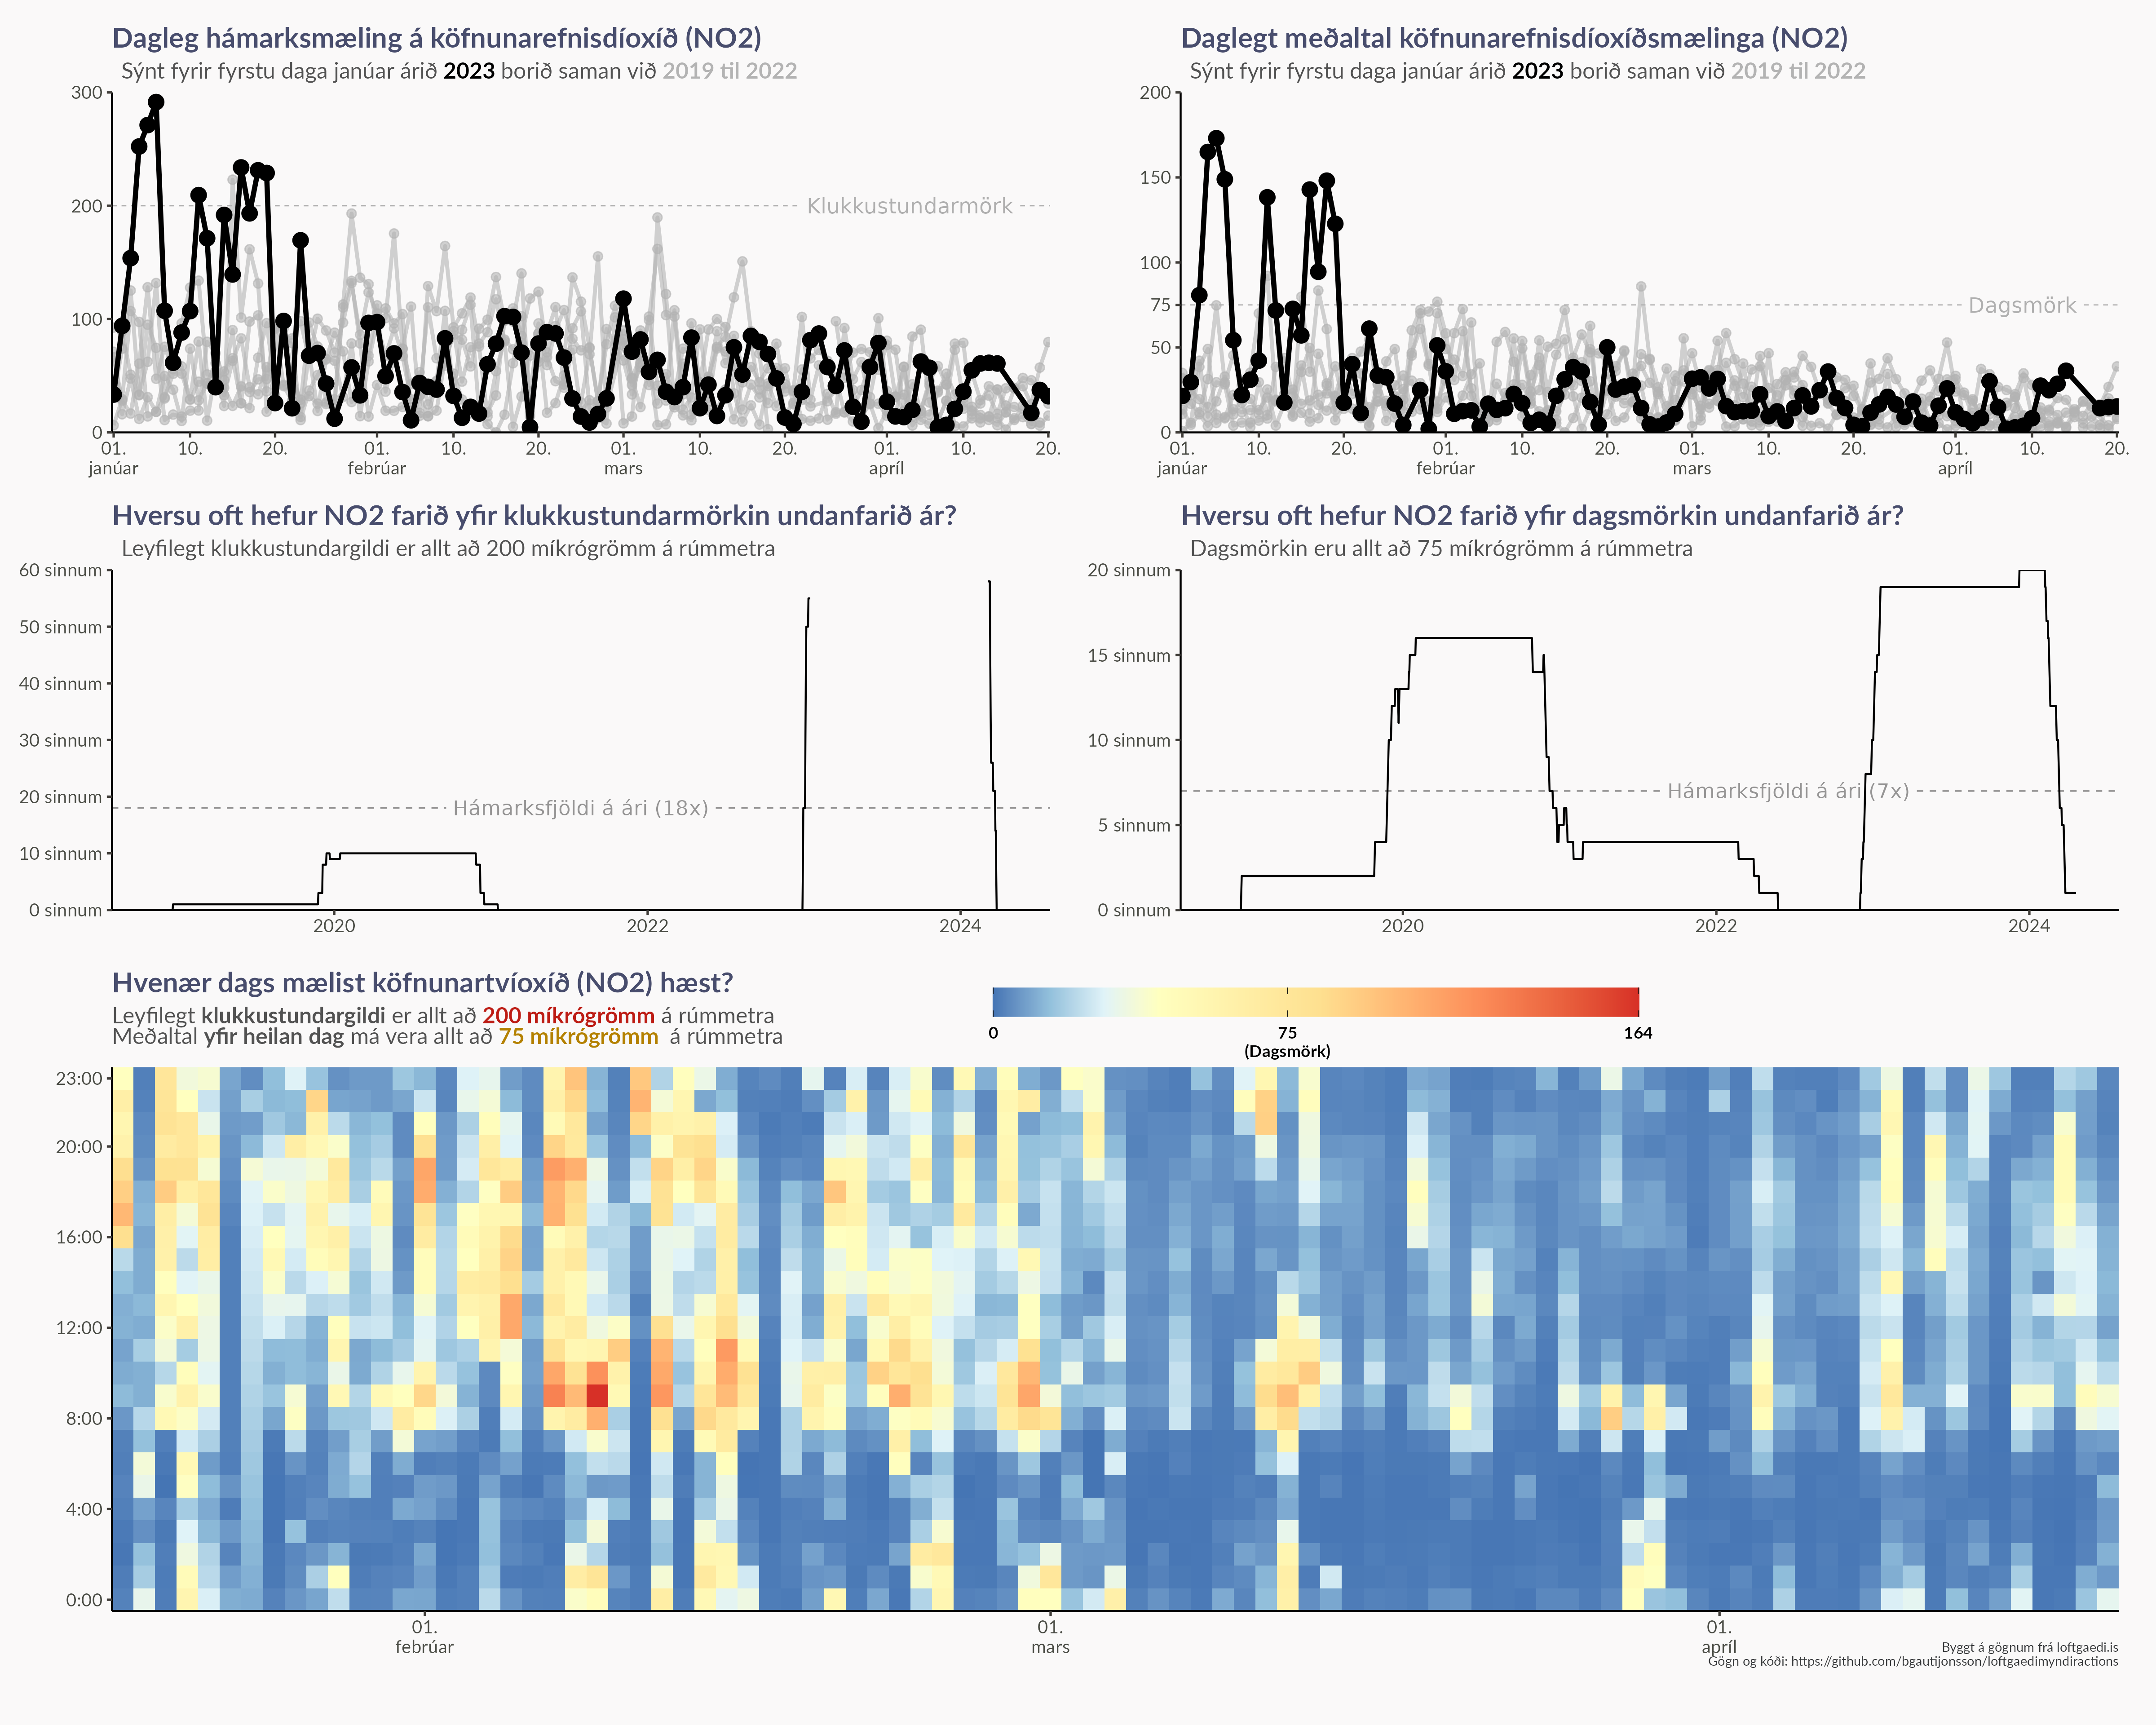 Dagleg hámarksmæling á köfnunarefnisdíoxíð (NO2)
Sýnt fyrir fyrstu daga janúar árið 2023 borið saman við 2019 til 2022
300
200
100
0
Klukkustundarmörk
01. 10. 20. 01. 10. 20. 01. 10. 20. 01. 10. 20.
janúar febrúar mars apríl
Daglegt meðaltal köfnunarefnisdíoxíðsmælinga (NO2)
Sýnt fyrir fyrstu daga janúar árið 2023 borið saman við 2019 til 2022
200
150
100
75
50
0
Dagsmörk
01. 10. 20. 01. 10. 20. 01. 10. 20. 01. 10. 20.
janúar febrúar mars apríl
Hversu oft hefur NO2 farið yfir klukkustundarmörkin undanfarið ár?
Leyfilegt klukkustundargildi er allt að 200 míkrógrömm á rúmmetra
60 sinnum
50 sinnum
40 sinnum
30 sinnum
20 sinnum
10 sinnum
0 sinnum
Hámarksfjöldi á ári (18x)
2020 2022 2024
Hversu oft hefur NO2 farið yfir dagsmörkin undanfarið ár?
Dagsmörkin eru allt að 75 míkrógrömm á rúmmetra
20 sinnum
15 sinnum
10 sinnum
5 sinnum
0 sinnum
Hámarksfjöldi á ári (7x)
2020 2022 2024
Hvenær dags mælist köfnunartvíoxíð (NO2) hæst?
Leyfilegt klukkustundargildi er allt að 200 míkrógrömm á rúmmetra
Meðaltal yfir heilan dag má vera allt að 75 míkrógrömm á rúmmetra
0 75 164
(Dagsmörk)
23:00
20:00
16:00
12:00
8:00
4:00
0:00
01. 01. 01.
febrúar mars apríl
Byggt á gögnum frá loftgaedi.is
Gögn og kóði: https://github.com/bgautijonsson/loftgaedimyndiractions